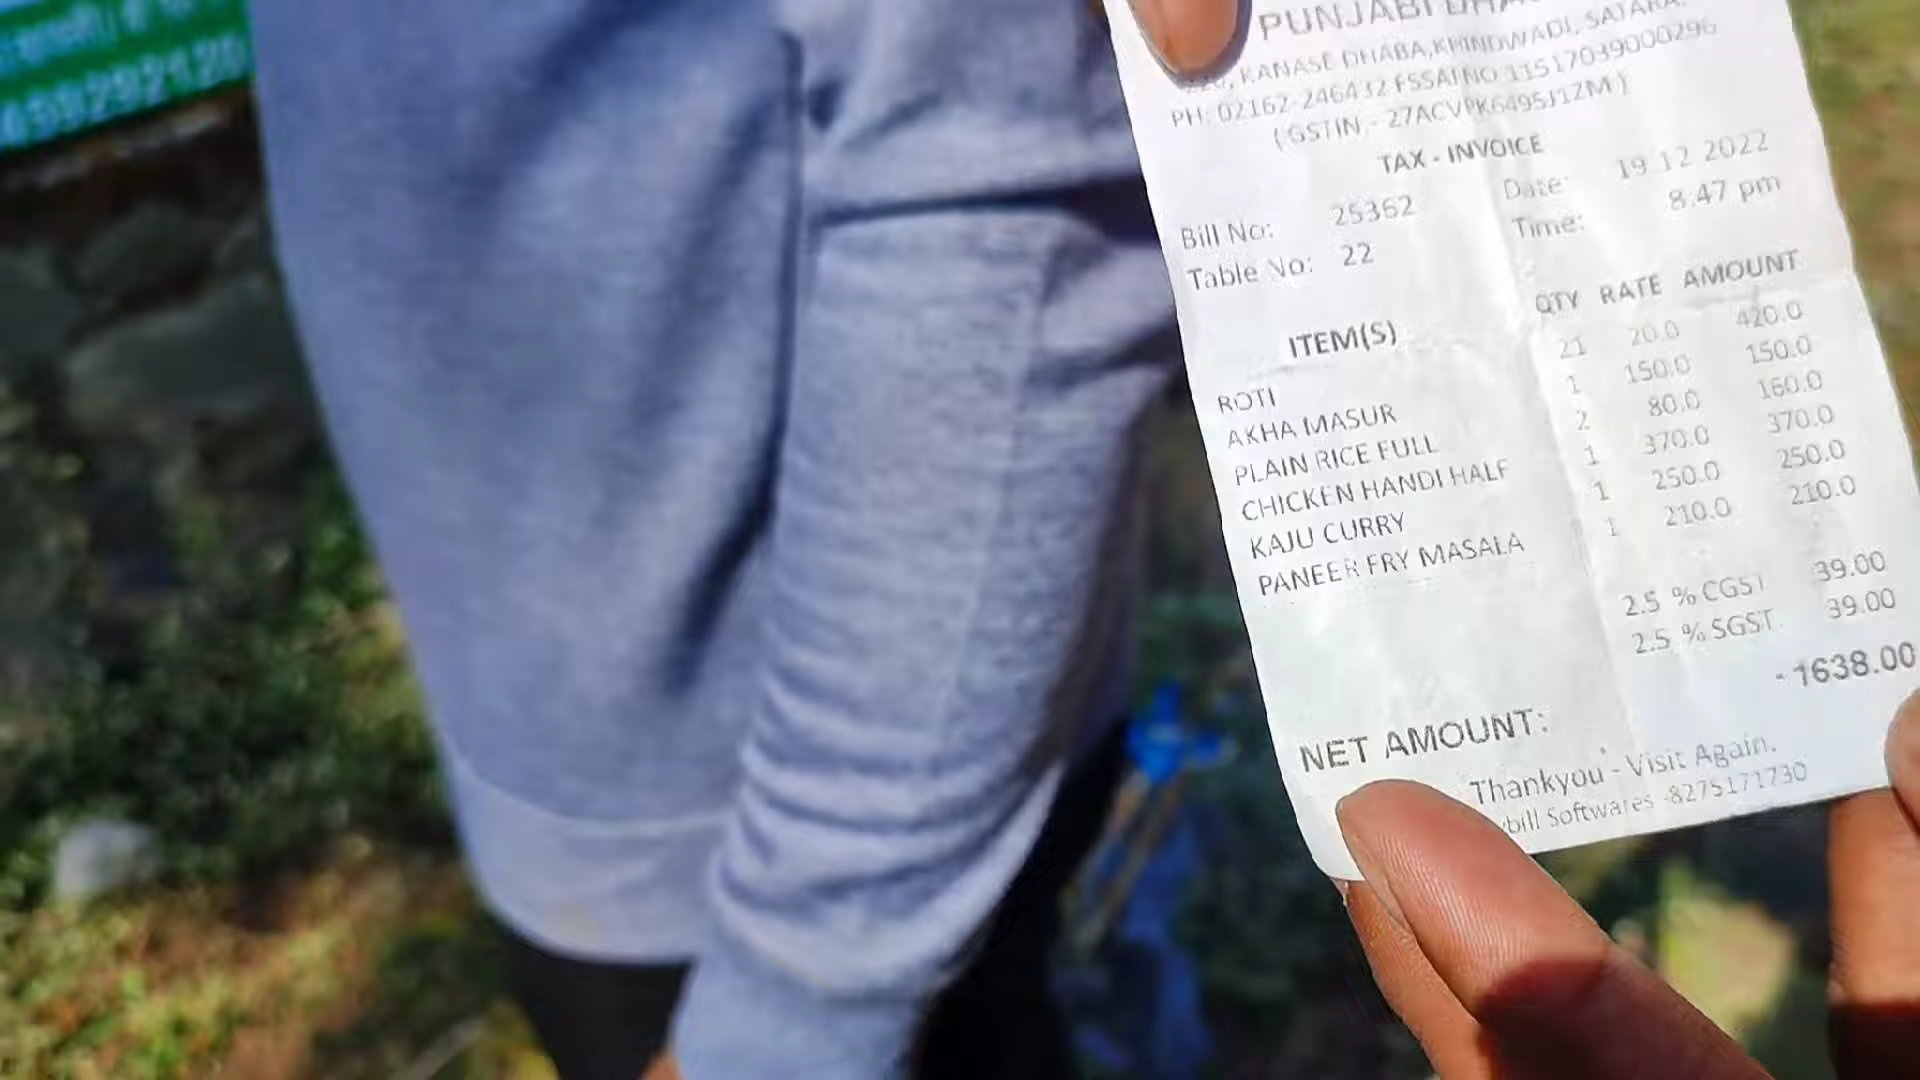 PUNJABI
KANASE DHABA,KHINDWADI, SATARA.
PH: 02162-246432 FSSAI NO 11517039000296
( GSTIN - 27ACVPK6495J1ZM )
TAX - INVOICE
Bill No: 25362 Date: 19 12 2022
Table No: 22 Time: 8:47 pm
ITEM(S) QTY RATE AMOUNT
ROTI 21 20.0 420.0
AKHA MASUR 1 150.0 150.0
PLAIN RICE FULL 2 80.0 160.0
CHICKEN HANDI HALF 1 370.0 370.0
KAJU CURRY 1 250.0 250.0
PANEER FRY MASALA 1 210.0 210.0
2.5 % CGST 39.00
2.5 % SGST. 39.00
NET AMOUNT: 1638.00
Thankyou - Visit Again.
Softwares -8275171730